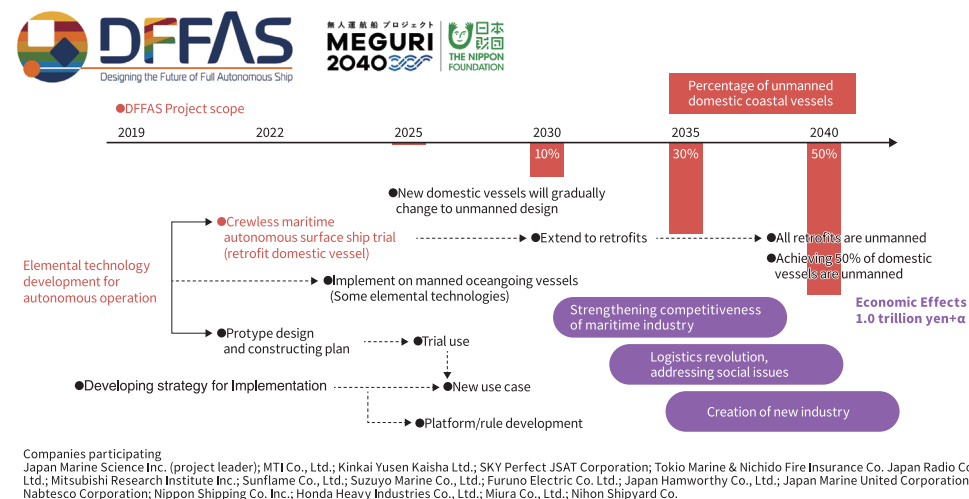 DFFAS
Designing the Future of Full Autonomous Ship
無人運航船 プロジェクト
MEGURI
2040
日本
財団
THE NIPPON
FOUNDATION
Percentage of unmanned
domestic coastal vessels
●DFFAS Project scope
2019 2022 2025 2030 2035 2040
10% 30% 50%
●New domestic vessels will gradually
change to unmanned design
●Crewless maritime
autonomous surface ship trial
(retrofit domestic vessel)
●Extend to retrofits
●All retrofits are unmanned
●Achieving 50% of domestic
vessels are unmanned
Elemental technology
development for
autonomous operation
●Implement on manned oceangoing vessels
(Some elemental technologies)
Economic Effects
1.0 trillion yen+α
Strengthening competitiveness
of maritime industry
●Protype design
and constructing plan
●Trial use
Logistics revolution,
addressing social issues
●Developing strategy for Implementation
●New use case
Creation of new industry
●Platform/rule development
Companies participating
Japan Marine Science Inc. (project leader); MTI Co., Ltd.; Kinkai Yusen Kaisha Ltd.; SKY Perfect JSAT Corporation; Tokio Marine & Nichido Fire Insurance Co. Japan Radio Co
Ltd.; Mitsubishi Research Institute Inc.; Sunflame Co., Ltd.; Suzuyo Marine Co., Ltd.; Furuno Electric Co. Ltd.; Japan Hamworthy Co., Ltd.; Japan Marine United Corporation
Nabtesco Corporation; Nippon Shipping Co. Inc.; Honda Heavy Industries Co., Ltd.; Miura Co., Ltd.; Nihon Shipyard Co.